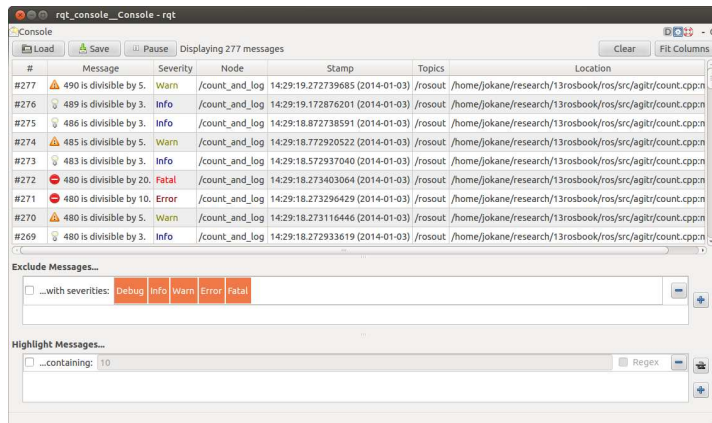 rqt_console__Console - rqt
Console
D
Load Save Pause Displaying 277 messages Clear Fit Columns
# Message Severity Node Stamp Topics Location
#277 490 is divisible by 5. Warn /count_and_log 14:29:19.272739685 (2014-01-03) /rosout /home/jokane/research/13rosbook/ros/src/agitr/count.cpp:m
#276 489 is divisible by 3. Info /count_and_log 14:29:19.172876201 (2014-01-03) /rosout /home/jokane/research/13rosbook/ros/src/agitr/count.cpp:m
#275 486 is divisible by 3. Info /count_and_log 14:29:18.872738591 (2014-01-03) /rosout /home/jokane/research/13rosbook/ros/src/agitr/count.cpp:m
#274 485 is divisible by 5. Warn /count_and_log 14:29:18.772920522 (2014-01-03) /rosout /home/jokane/research/13rosbook/ros/src/agitr/count.cpp:m
#273 483 is divisible by 3. Info /count_and_log 14:29:18.572937040 (2014-01-03) /rosout /home/jokane/research/13rosbook/ros/src/agitr/count.cpp:m
#272 480 is divisible by 20. Fatal /count_and_log 14:29:18.273403064 (2014-01-03) /rosout /home/jokane/research/13rosbook/ros/src/agitr/count.cpp:m
#271 480 is divisible by 10. Error /count_and_log 14:29:18.273296429 (2014-01-03) /rosout /home/jokane/research/13rosbook/ros/src/agitr/count.cpp:m
#270 480 is divisible by 5. Warn /count_and_log 14:29:18.273116446 (2014-01-03) /rosout /home/jokane/research/13rosbook/ros/src/agitr/count.cpp:m
#269 480 is divisible by 3. Info /count_and_log 14:29:18.272933619 (2014-01-03) /rosout /home/jokane/research/13rosbook/ros/src/agitr/count.cpp:m
Exclude Messages...
...with severities: Debug Info Warn Error Fatal
Highlight Messages...
...containing: 10 Regex